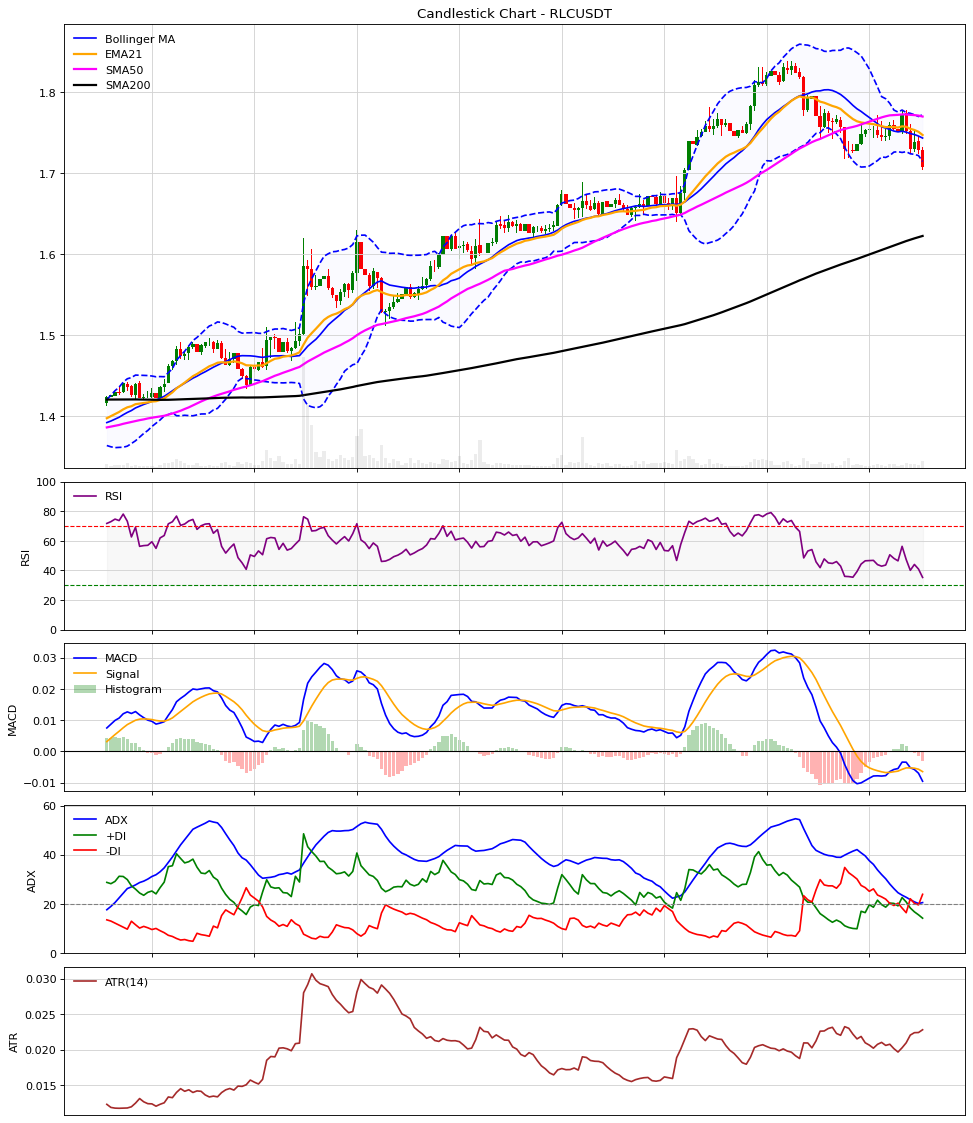 Candlestick Chart - RLCUSDT
Bollinger MA
EMA21
SMA50
SMA200
1.8
1.7
1.6
1.5
1.4
RSI
100
80
60
40
20
0
RSI
MACD
Signal
Histogram
0.03
0.02
0.01
0.00
−0.01
MACD
ADX
+DI
-DI
60
40
20
0
ADX
ATR(14)
0.030
0.025
0.020
0.015
ATR